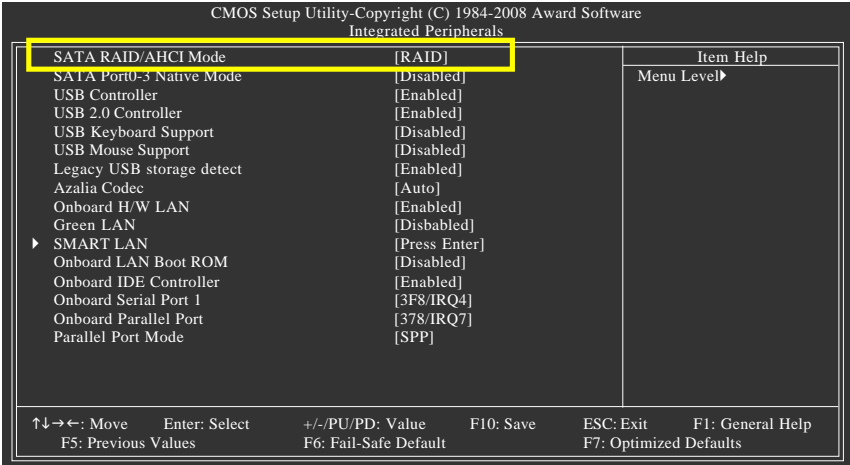 CMOS Setup Utility-Copyright (C) 1984-2008 Award Software
Integrated Peripherals
SATA RAID/AHCI Mode [RAID] Item Help
SATA Port0-3 Native Mode [Disabled] Menu Level▶
USB Controller [Enabled]
USB 2.0 Controller [Enabled]
USB Keyboard Support [Disabled]
USB Mouse Support [Disabled]
Legacy USB storage detect [Enabled]
Azalia Codec [Auto]
Onboard H/W LAN [Enabled]
Green LAN [Disbabled]
▶ SMART LAN [Press Enter]
Onboard LAN Boot ROM [Disabled]
Onboard IDE Controller [Enabled]
Onboard Serial Port 1 [3F8/IRQ4]
Onboard Parallel Port [378/IRQ7]
Parallel Port Mode [SPP]
↑↓→←: Move Enter: Select +/-/PU/PD: Value F10: Save ESC: Exit F1: General Help
F5: Previous Values F6: Fail-Safe Default F7: Optimized Defaults